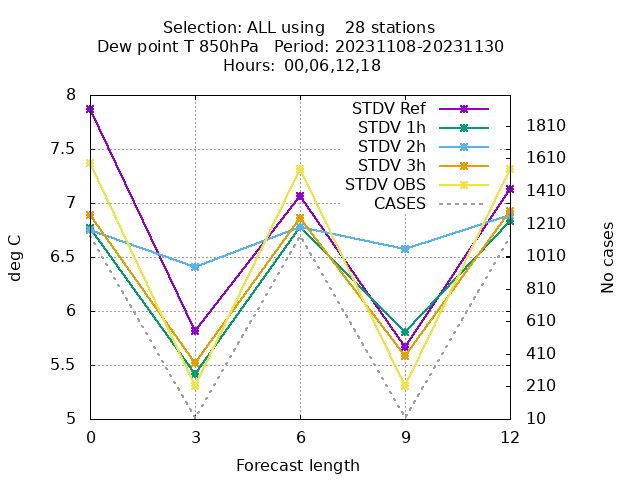 Selection: ALL using 28 stations
Dew point T 850hPa Period: 20231108-20231130
Hours: 00,06,12,18
STDV Ref
STDV 1h
STDV 2h
STDV 3h
STDV OBS
CASES
8
7.5
7
6.5
6
5.5
5
deg C
1810
1610
1410
1210
1010
810
610
410
210
10
No cases
0 3 6 9 12
Forecast length